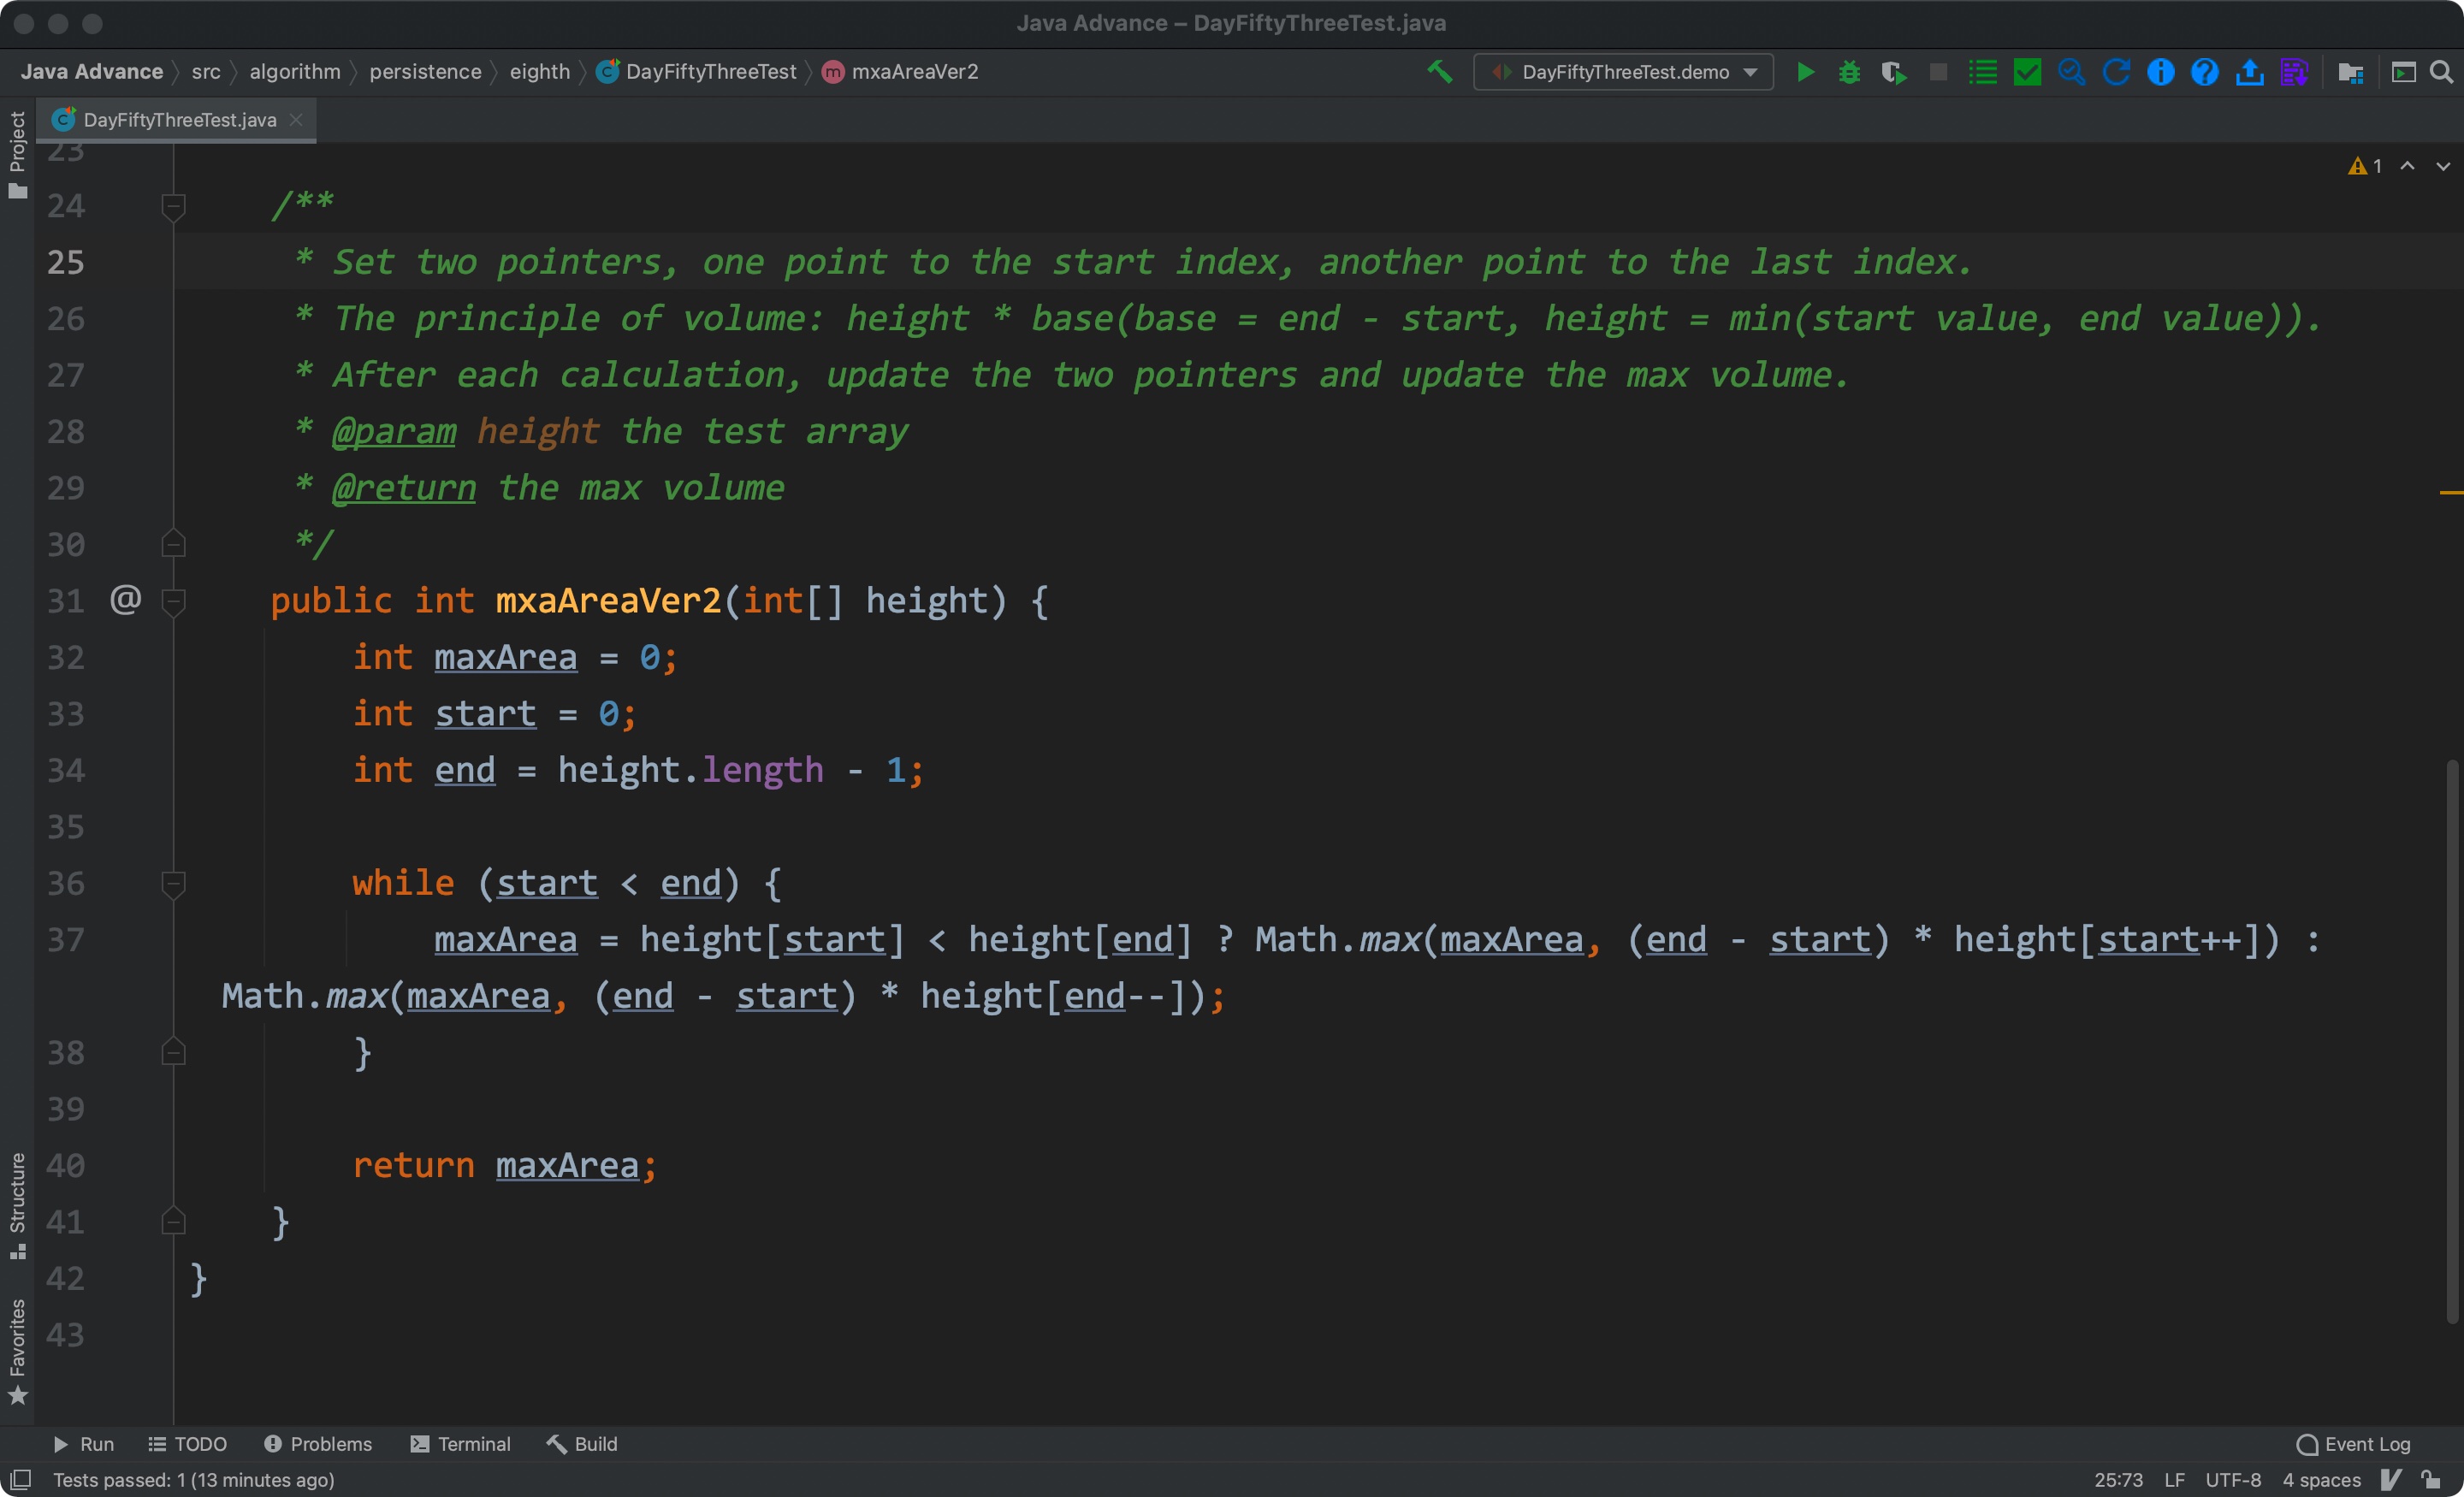 Java Advance – DayFiftyThreeTest.java
Java Advance src algorithm persistence eighth DayFiftyThreeTest mxaAreaVer2 DayFiftyThreeTest.demo
Project
DayFiftyThreeTest.java
1
23
24 /**
25 * Set two pointers, one point to the start index, another point to the last index.
26 * The principle of volume: height * base(base = end - start, height = min(start value, end value)).
27 * After each calculation, update the two pointers and update the max volume.
28 * @param height the test array
29 * @return the max volume
30 */
31 @ public int mxaAreaVer2(int[] height) {
32 int maxArea = 0;
33 int start = 0;
34 int end = height.length - 1;
35
36 while (start < end) {
37 maxArea = height[start] < height[end] ? Math.max(maxArea, (end - start) * height[start++]) :
Math.max(maxArea, (end - start) * height[end--]);
38 }
39
40 return maxArea;
41 }
42 }
43
Structure
Favorites
Run TODO Problems Terminal Build Event Log
Tests passed: 1 (13 minutes ago) 25:73 LF UTF-8 4 spaces